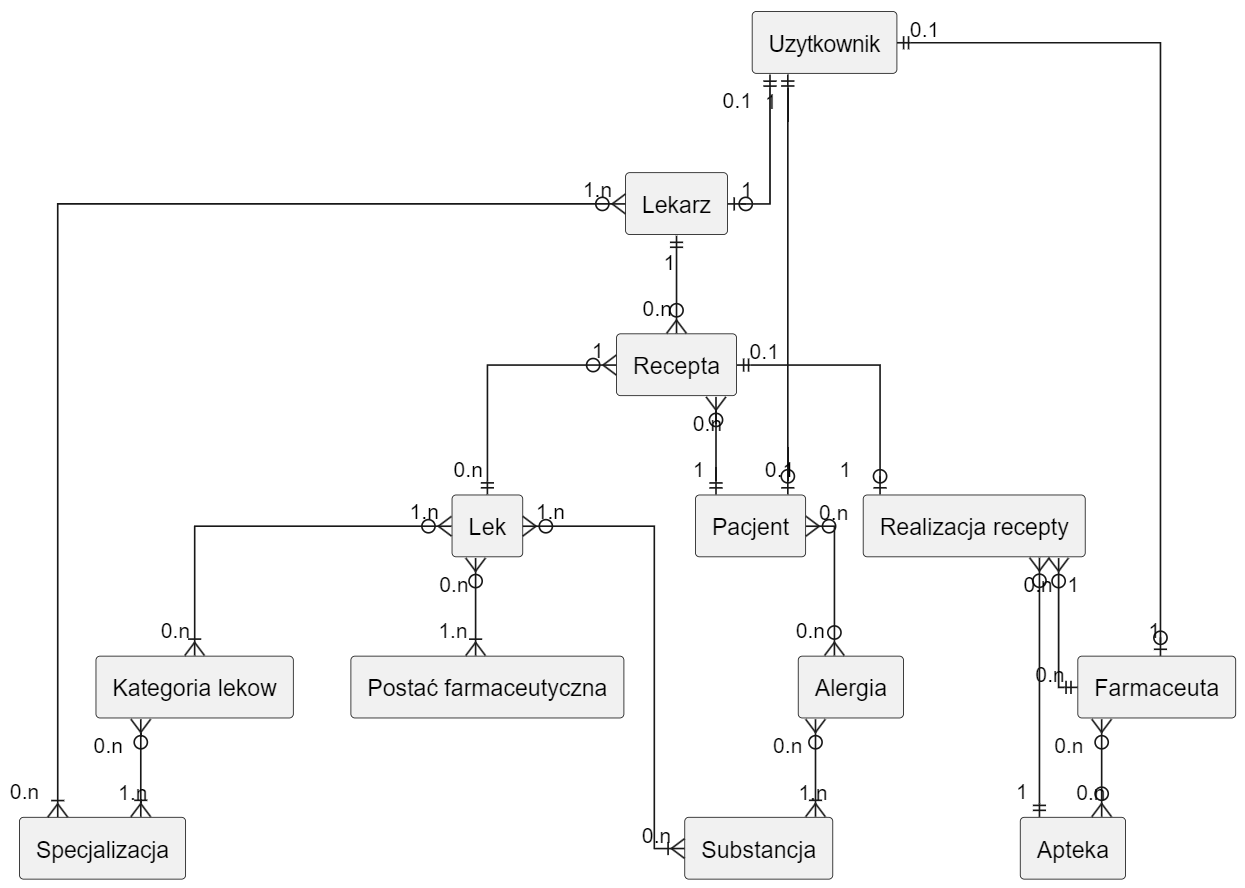 Uzytkownik
0.1
0.1
1
1.n
Lekarz
1
1
0.n
1
Recepta
0.1
0.n
0.n
1
0.1
1
1.n
Lek
1.n
Pacjent
0.n
Realizacja recepty
0.n
0.n
1
0.n
1.n
0.n
1
Kategoria lekow
Postać farmaceutyczna
Alergia
0.n
Farmaceuta
0.n
0.n
0.n
0.n
1.n
1.n
1
0.n
Specjalizacja
0.n
Substancja
Apteka